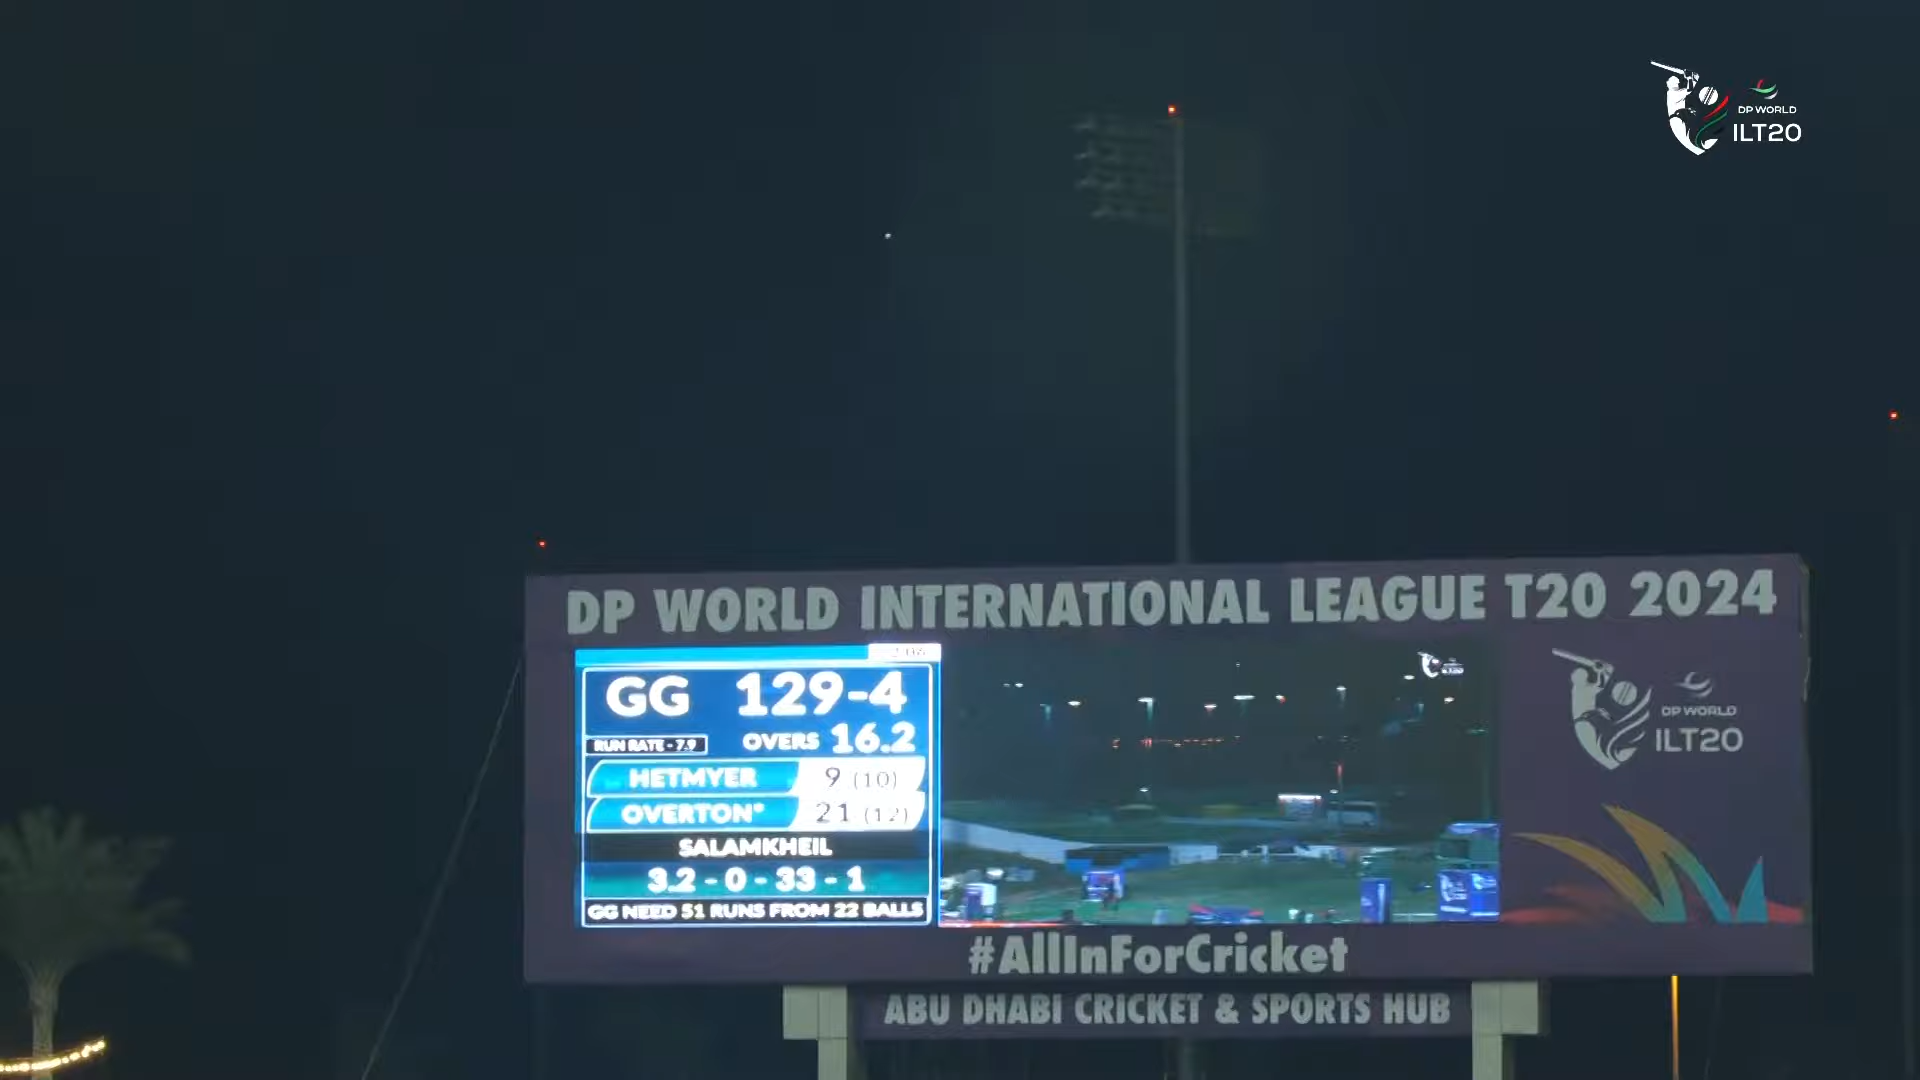 DP WORLD
ILT20
DP WORLD INTERNATIONAL LEAGUE T20 2024
GG 129-4
RUN RATE - 7.9 OVERS 16.2
HETMYER 9 (10)
OVERTON* 21 (12)
SALAMKHEIL
3.2 - 0 - 33 - 1
GG NEED 51 RUNS FROM 22 BALLS
DP WORLD
ILT20
#AllInForCricket
ABU DHABI CRICKET & SPORTS HUB